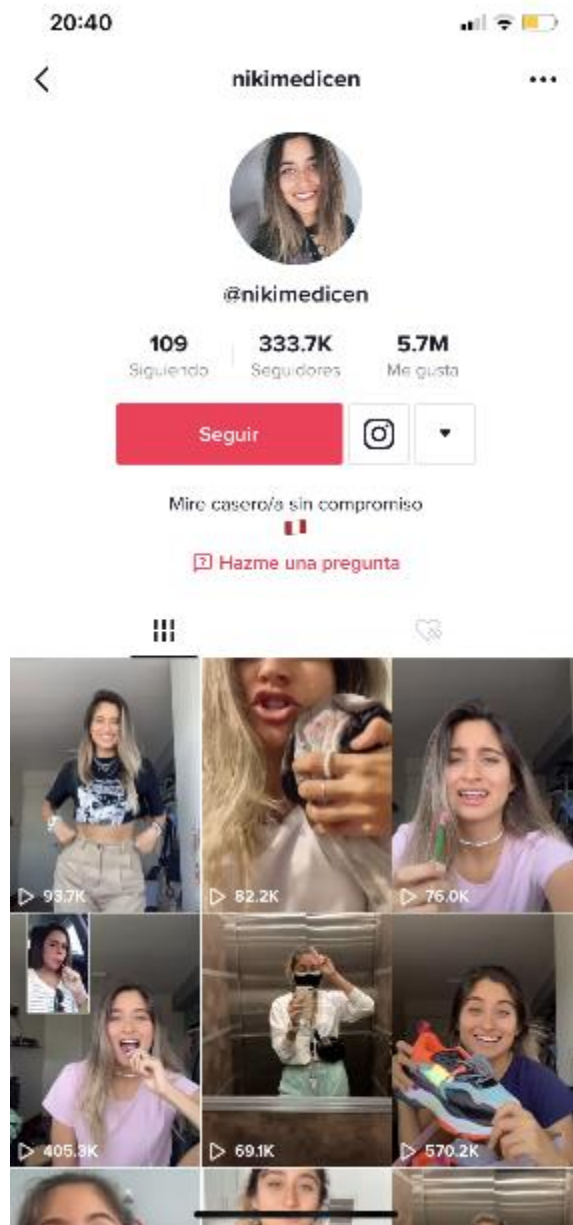 20:40
nikimedicen
@nikimedicen
109 333.7K 5.7M
Siguiendo Seguidores Me gusta
Seguir
Mire casero/a sin compromiso
Hazme una pregunta
93.7K 82.2K 76.0K
405.3K 69.1K 570.2K